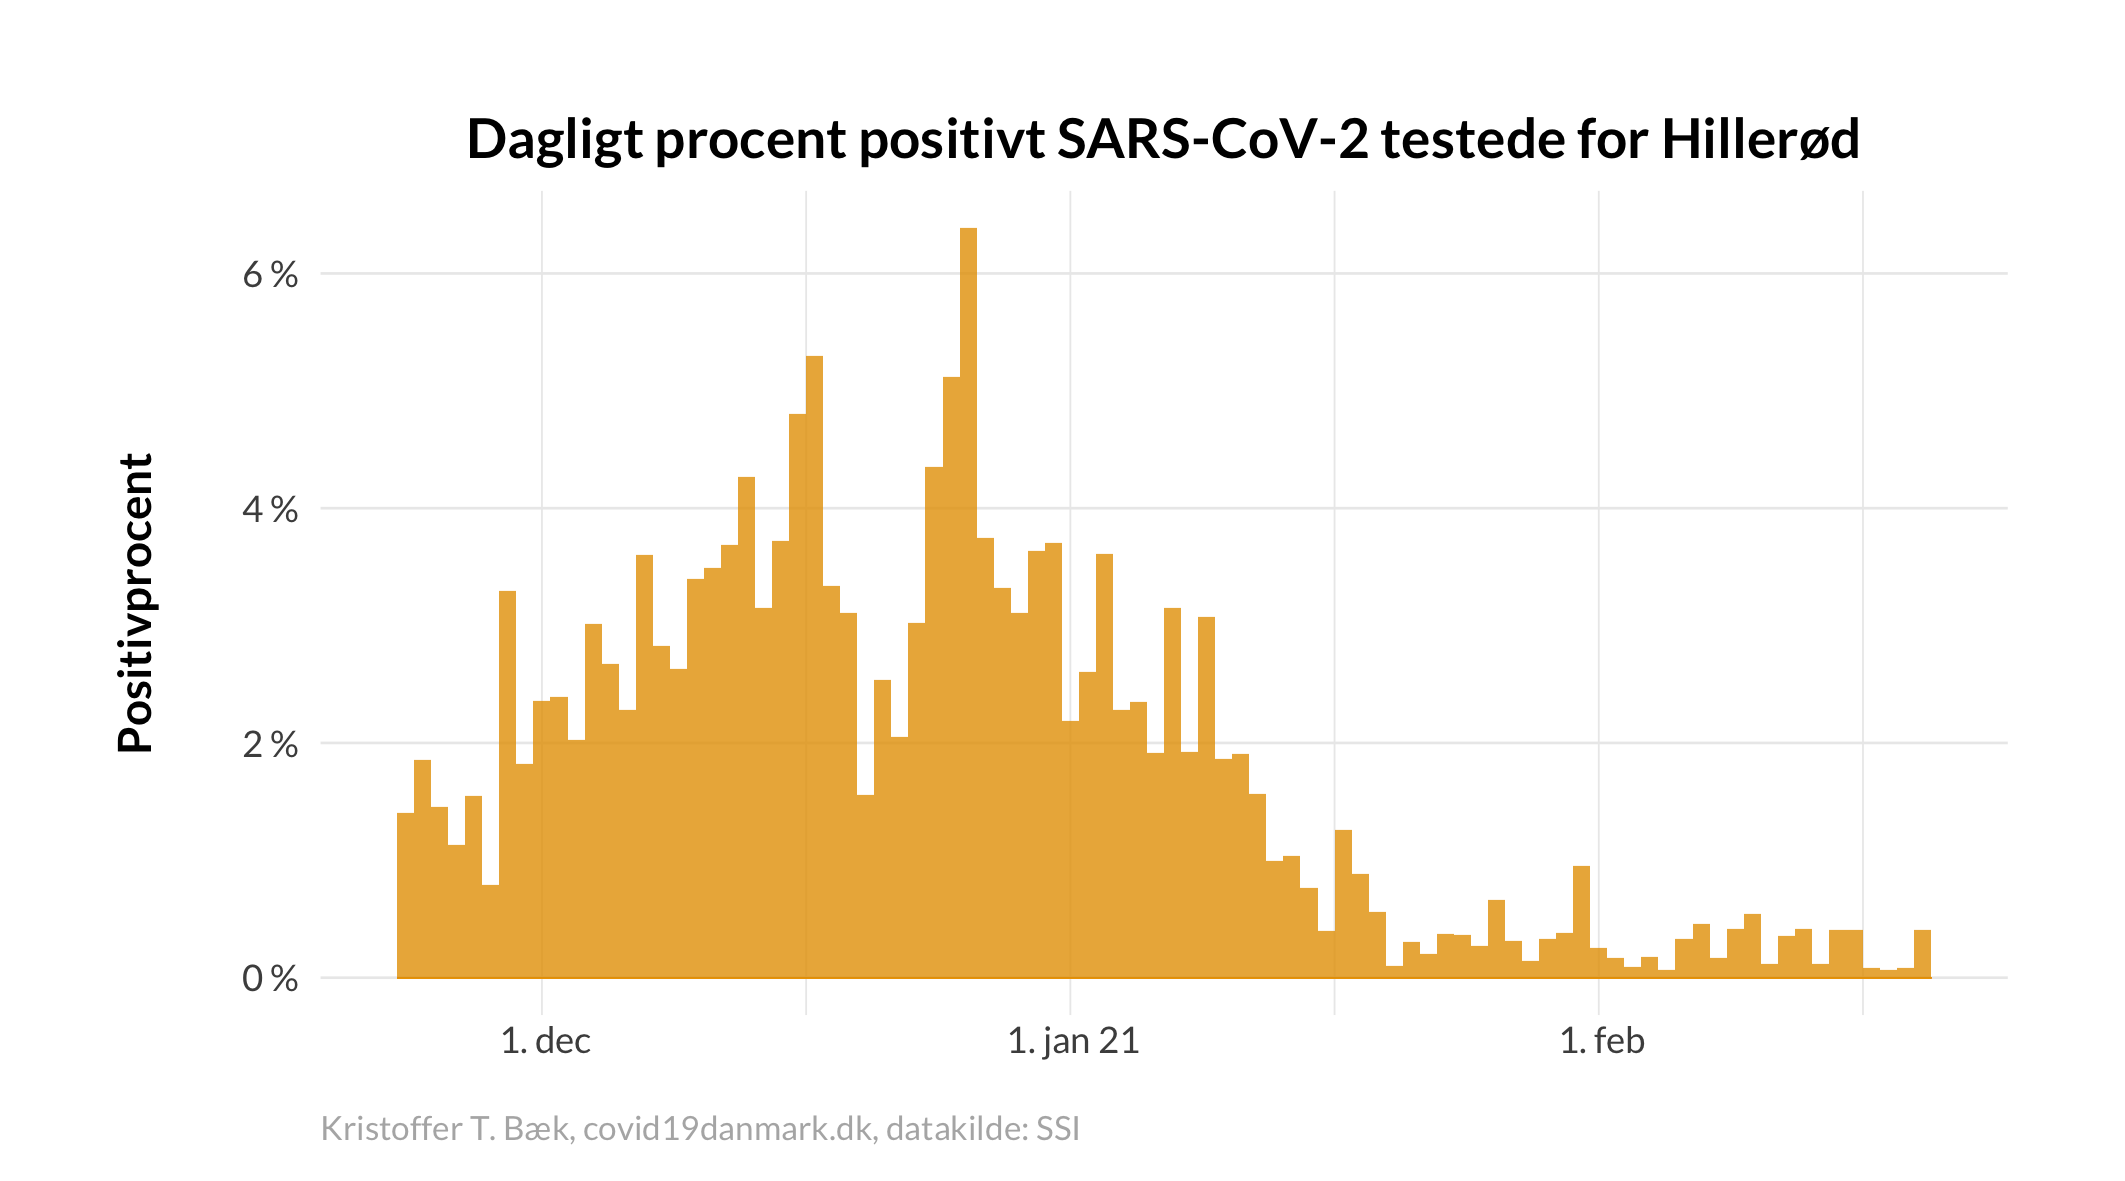 Dagligt procent positivt SARS-CoV-2 testede for Hillerød
Positivprocent
6 %
4 %
2 %
0 %
1. dec
1. jan 21
1. feb
Kristoffer T. Bæk, covid19danmark.dk, datakilde: SSI